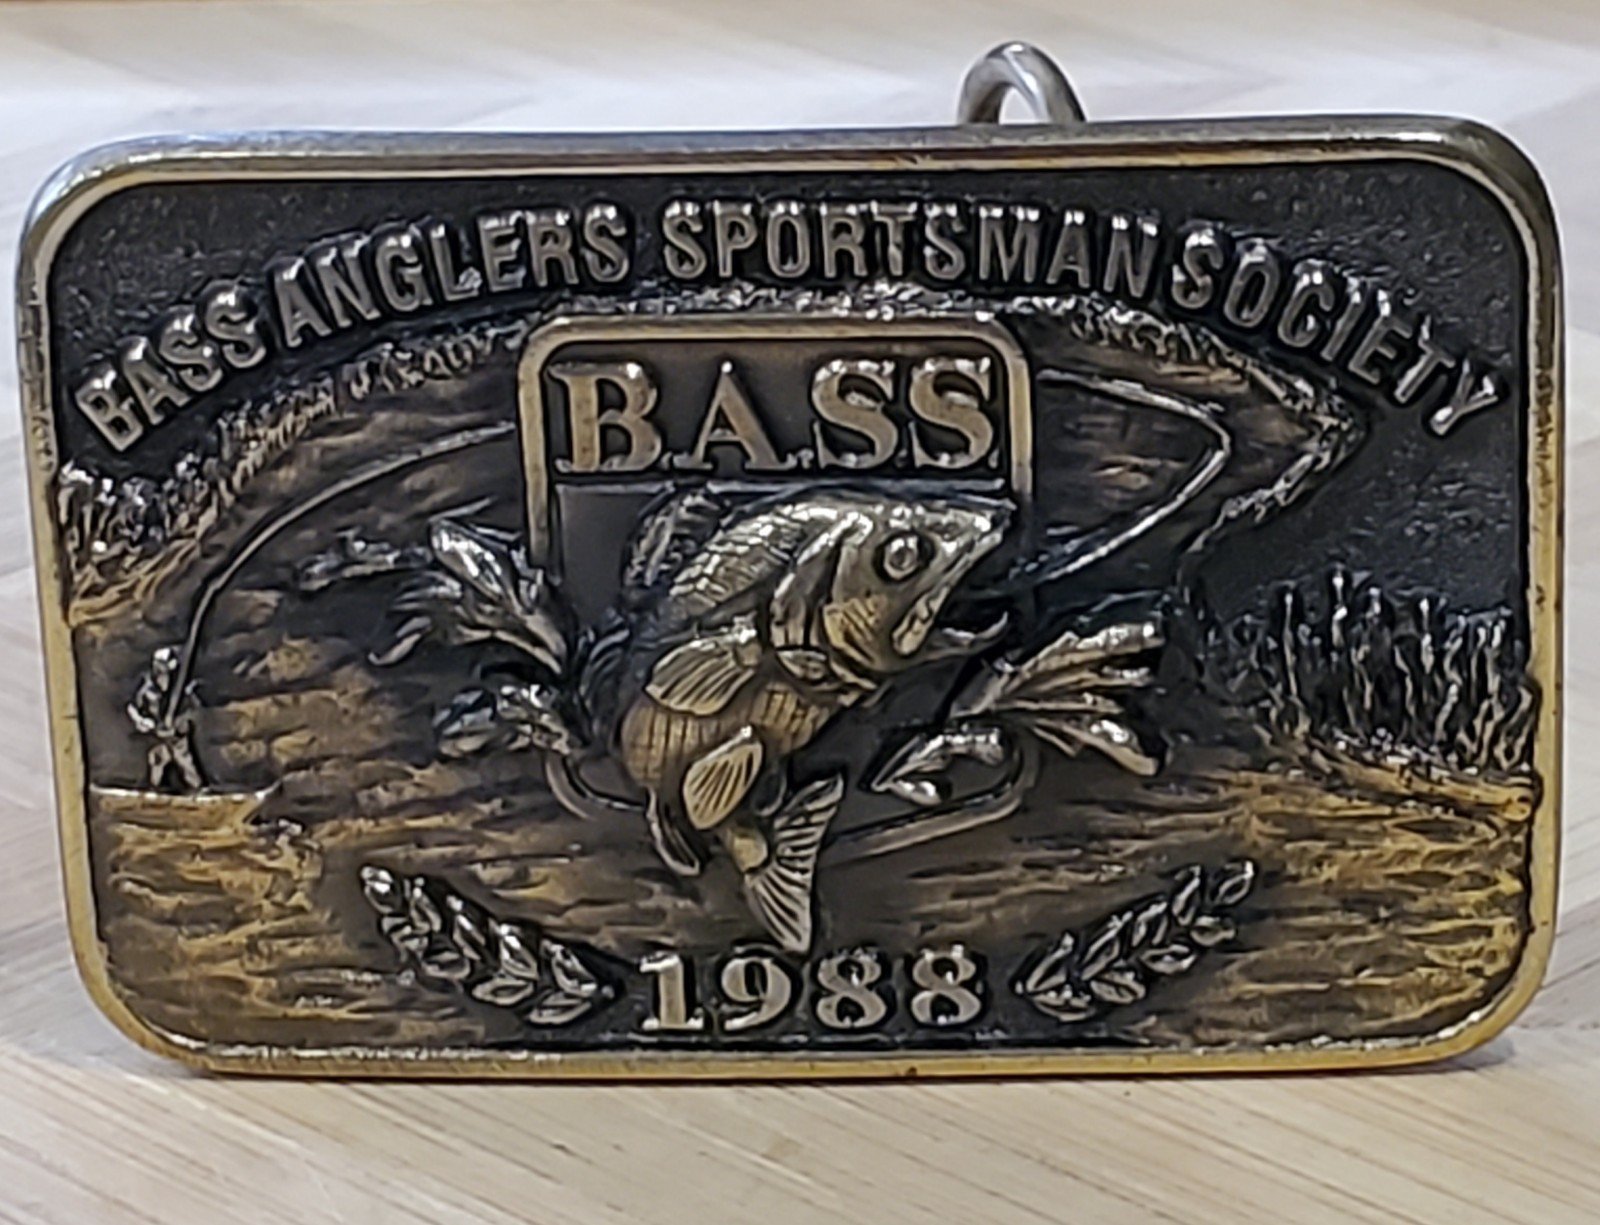 BASS ANGLERS SPORTSMAN SOCIETY
B.A.S.S.
1988